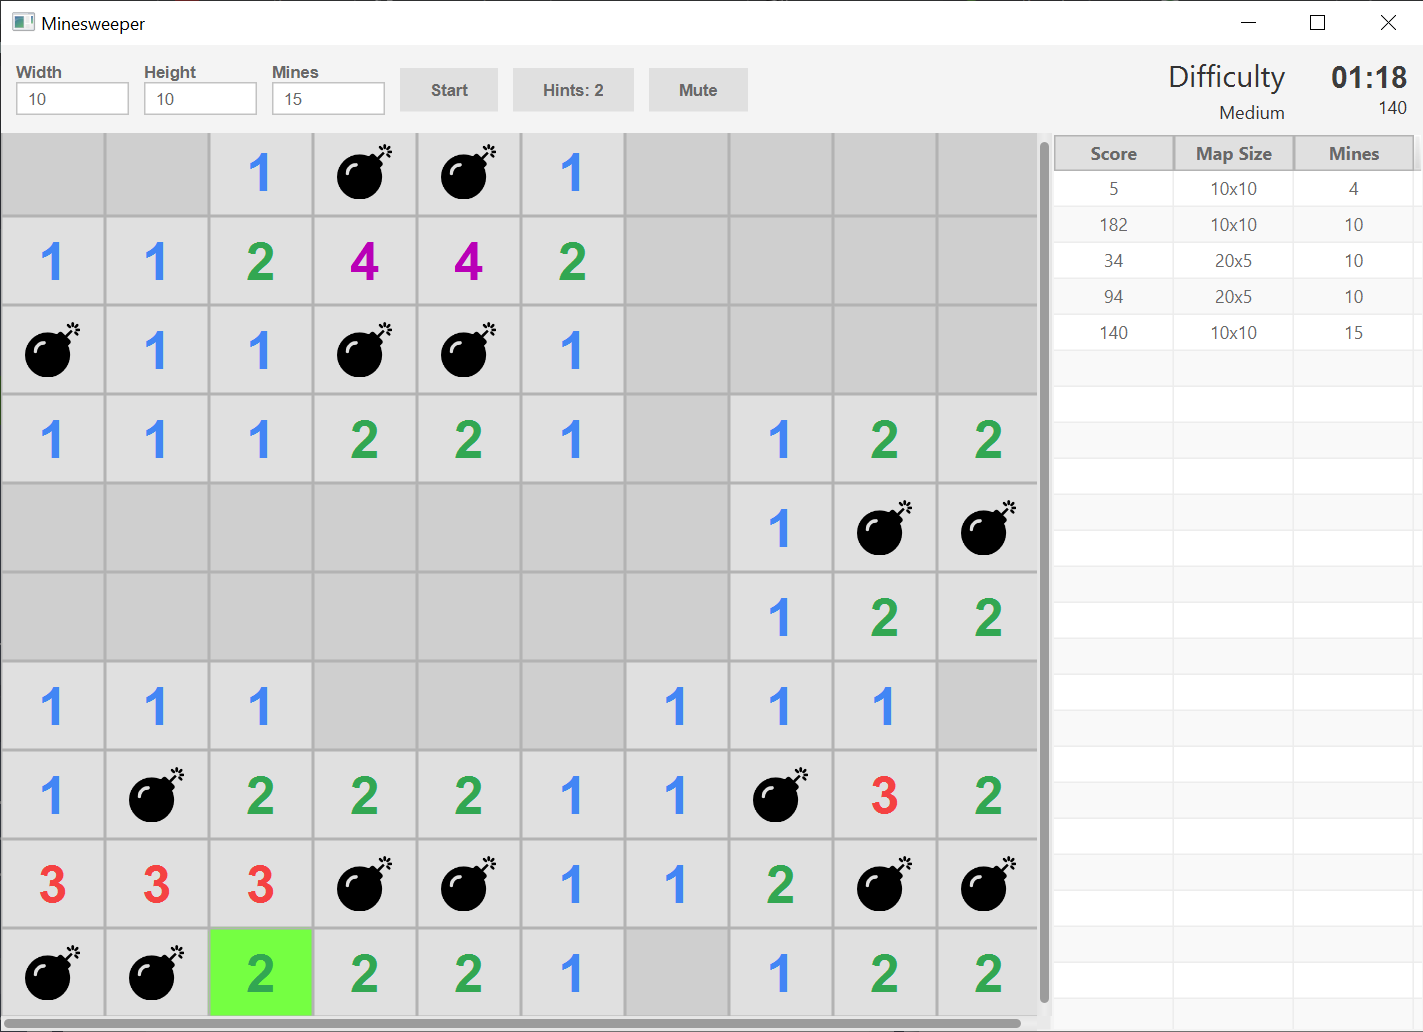 Minesweeper
Width Height Mines
10 10 15
Start Hints: 2 Mute
Difficulty 01:18
Medium 140
1 1
1 1 2 4 4 2
1 1 1
1 1 1 2 2 1 1 2 2
1
1 2 2
1 1 1 1 1 1
1 2 2 2 1 1 3 2
3 3 3 1 1 2
2 2 2 1 1 2 2
Score Map Size Mines
5 10x10 4
182 10x10 10
34 20x5 10
94 20x5 10
140 10x10 15